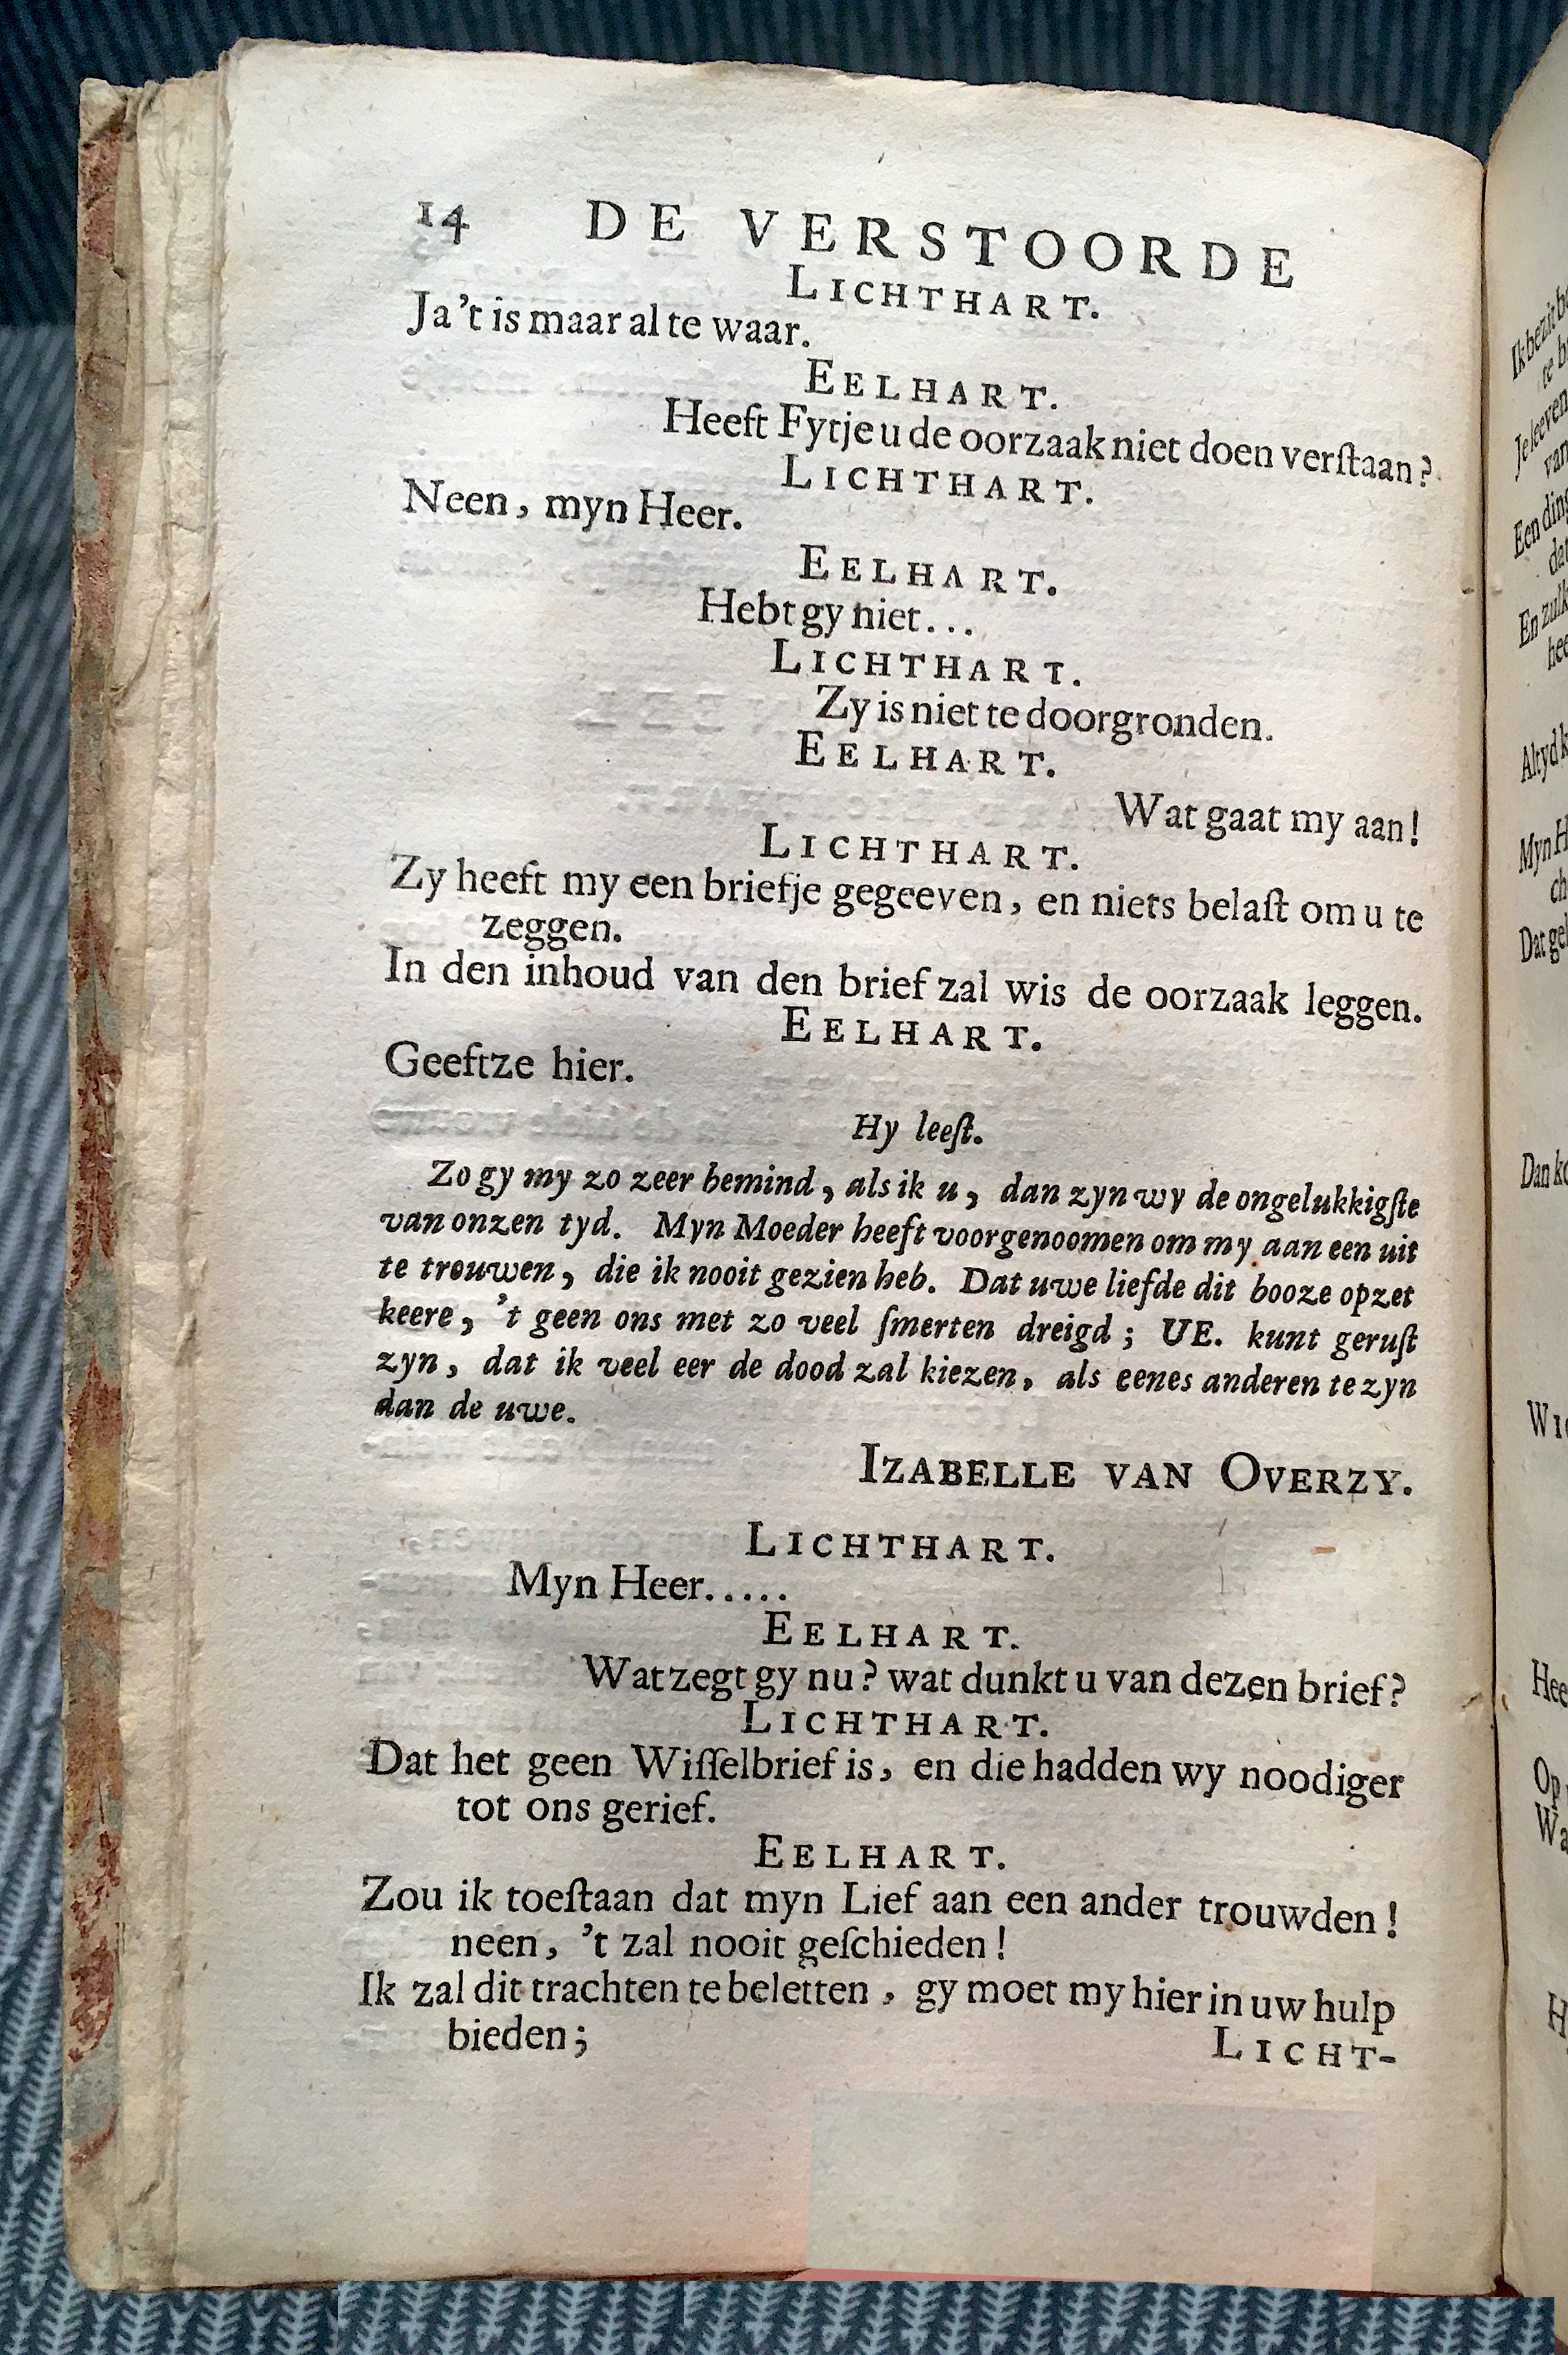 14 DE VERSTOORDE
LICHTHART.
Ja 't is maar al te waar.
EELHART.
Heeft Fytje u de oorzaak niet doen verſtaan?
LICHTHART.
Neen, myn Heer.
EELHART.
Hebt gy niet...
LICHTHART.
Zy is niet te doorgronden.
EELHART.
Wat gaat my aan!
LICHTHART.
Zy heeft my een briefje gegeeven, en niets belaſt om u te
zeggen.
In den inhoud van den brief zal wis de oorzaak leggen.
EELHART.
Geeftze hier.
Hy leeſt.
Zo gy my zo zeer bemind, als ik u, dan zyn wy de ongelukkigſte
van onzen tyd. Myn Moeder heeft voorgenoomen om my aan een uit
te trouwen, die ik nooit gezien heb. Dat uwe liefde dit booze opzet
keere, 't geen ons met zo veel ſmerten dreigd; UE. kunt geruſt
zyn, dat ik veel eer de dood zal kiezen, als eenes anderen te zyn
dan de uwe.
IZABELLE VAN OVERZY.
LICHTHART.
Myn Heer.....
EELHART.
Wat zegt gy nu? wat dunkt u van dezen brief?
LICHTHART.
Dat het geen Wiſſelbrief is, en die hadden wy noodiger
tot ons gerief.
EELHART.
Zou ik toeſtaan dat myn Lief aan een ander trouwden!
neen, 't zal nooit geſchieden!
Ik zal dit trachten te beletten, gy moet my hier in uw hulp
bieden;
LICHT-